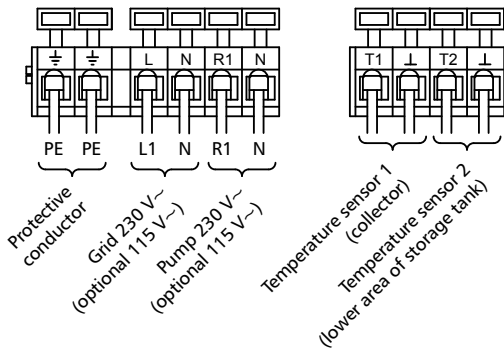 ⏚ ⏚ L N R1 N T1 ⊥ T2 ⊥
PE PE L1 N R1 N
Protective
conductor
Grid 230 V~
(optional 115 V~)
Pump 230 V~
(optional 115 V~)
Temperature sensor 1
(collector)
Temperature sensor 2
(lower area of storage tank)